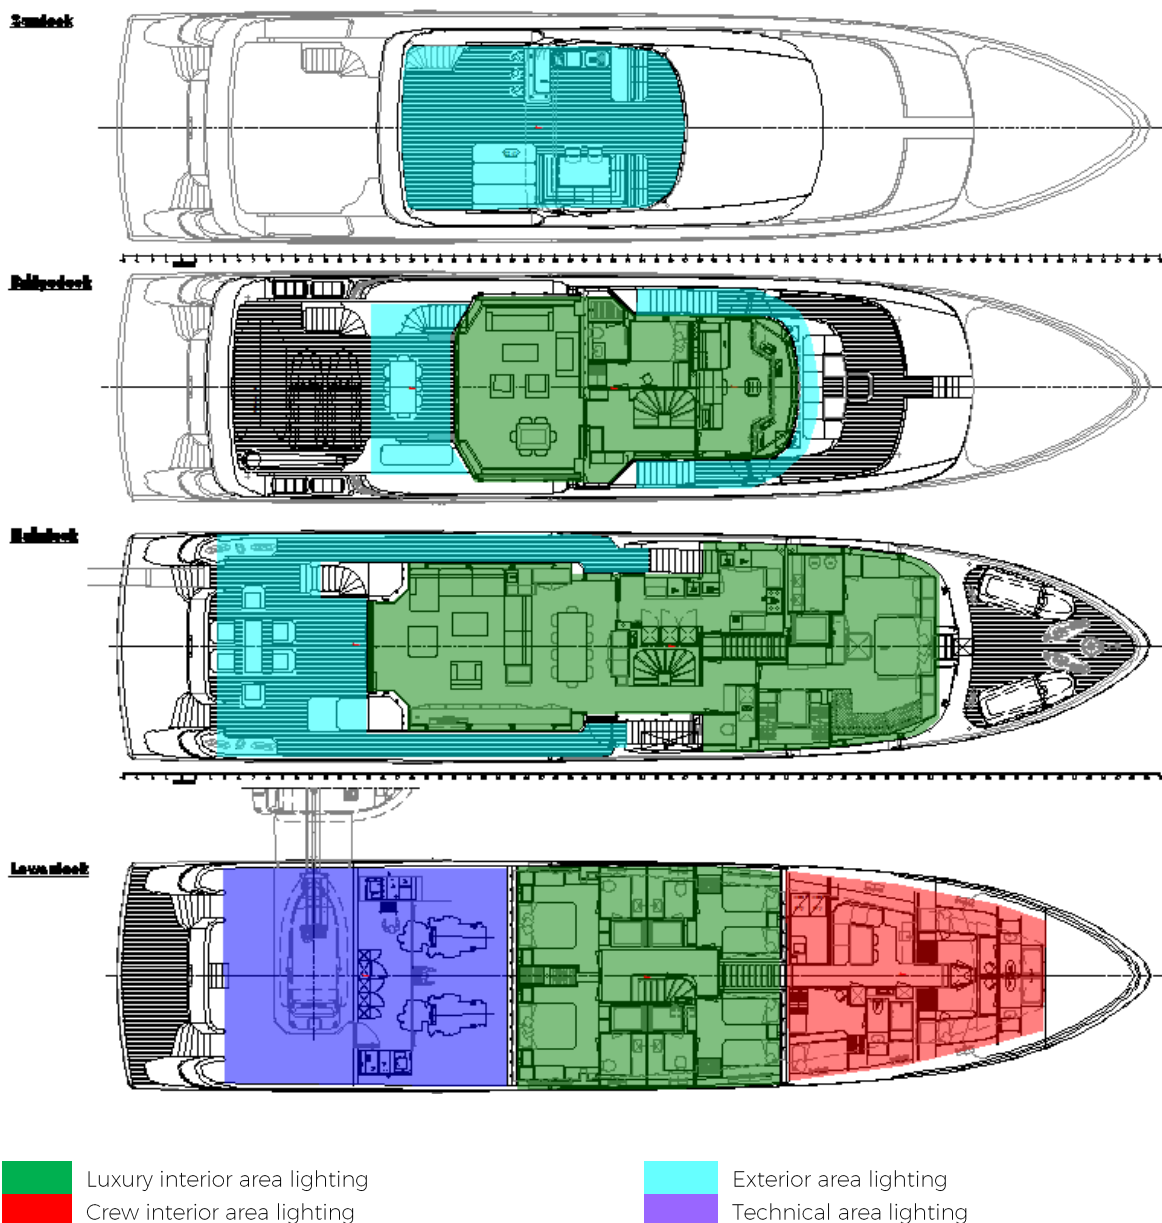 Sundeck
Bridgedeck
Maindeck
Lowerdeck
Luxury interior area lighting
Crew interior area lighting
Exterior area lighting
Technical area lighting